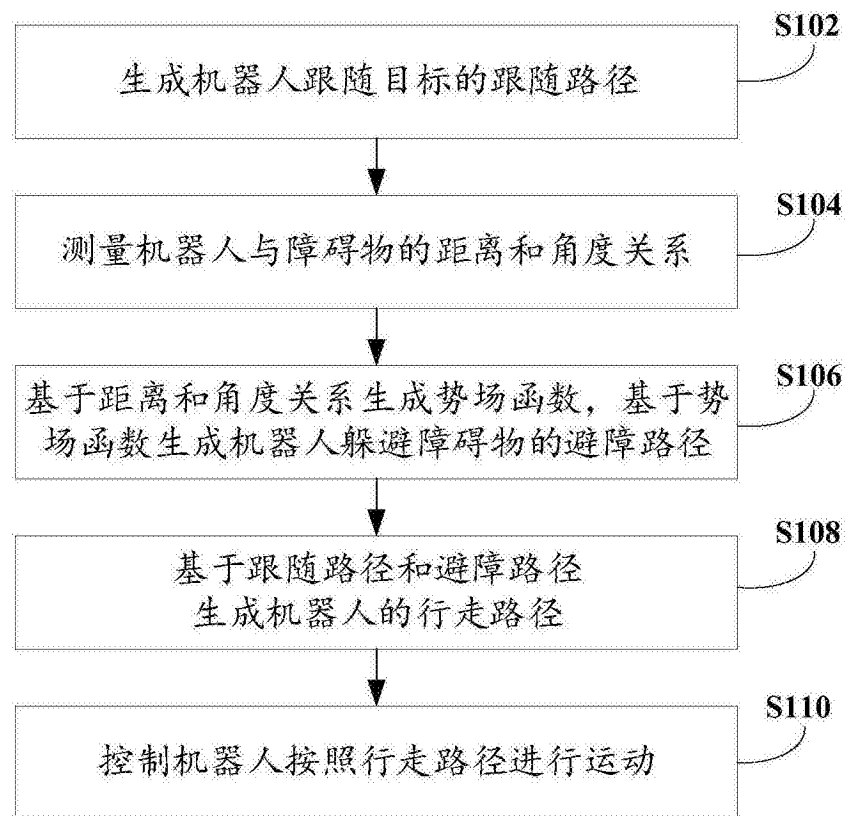 S102
生成机器人跟随目标的跟随路径
S104
测量机器人与障碍物的距离和角度关系
S106
基于距离和角度关系生成势场函数，基于势
场函数生成机器人躲避障碍物的避障路径
S108
基于跟随路径和避障路径
生成机器人的行走路径
S110
控制机器人按照行走路径进行运动